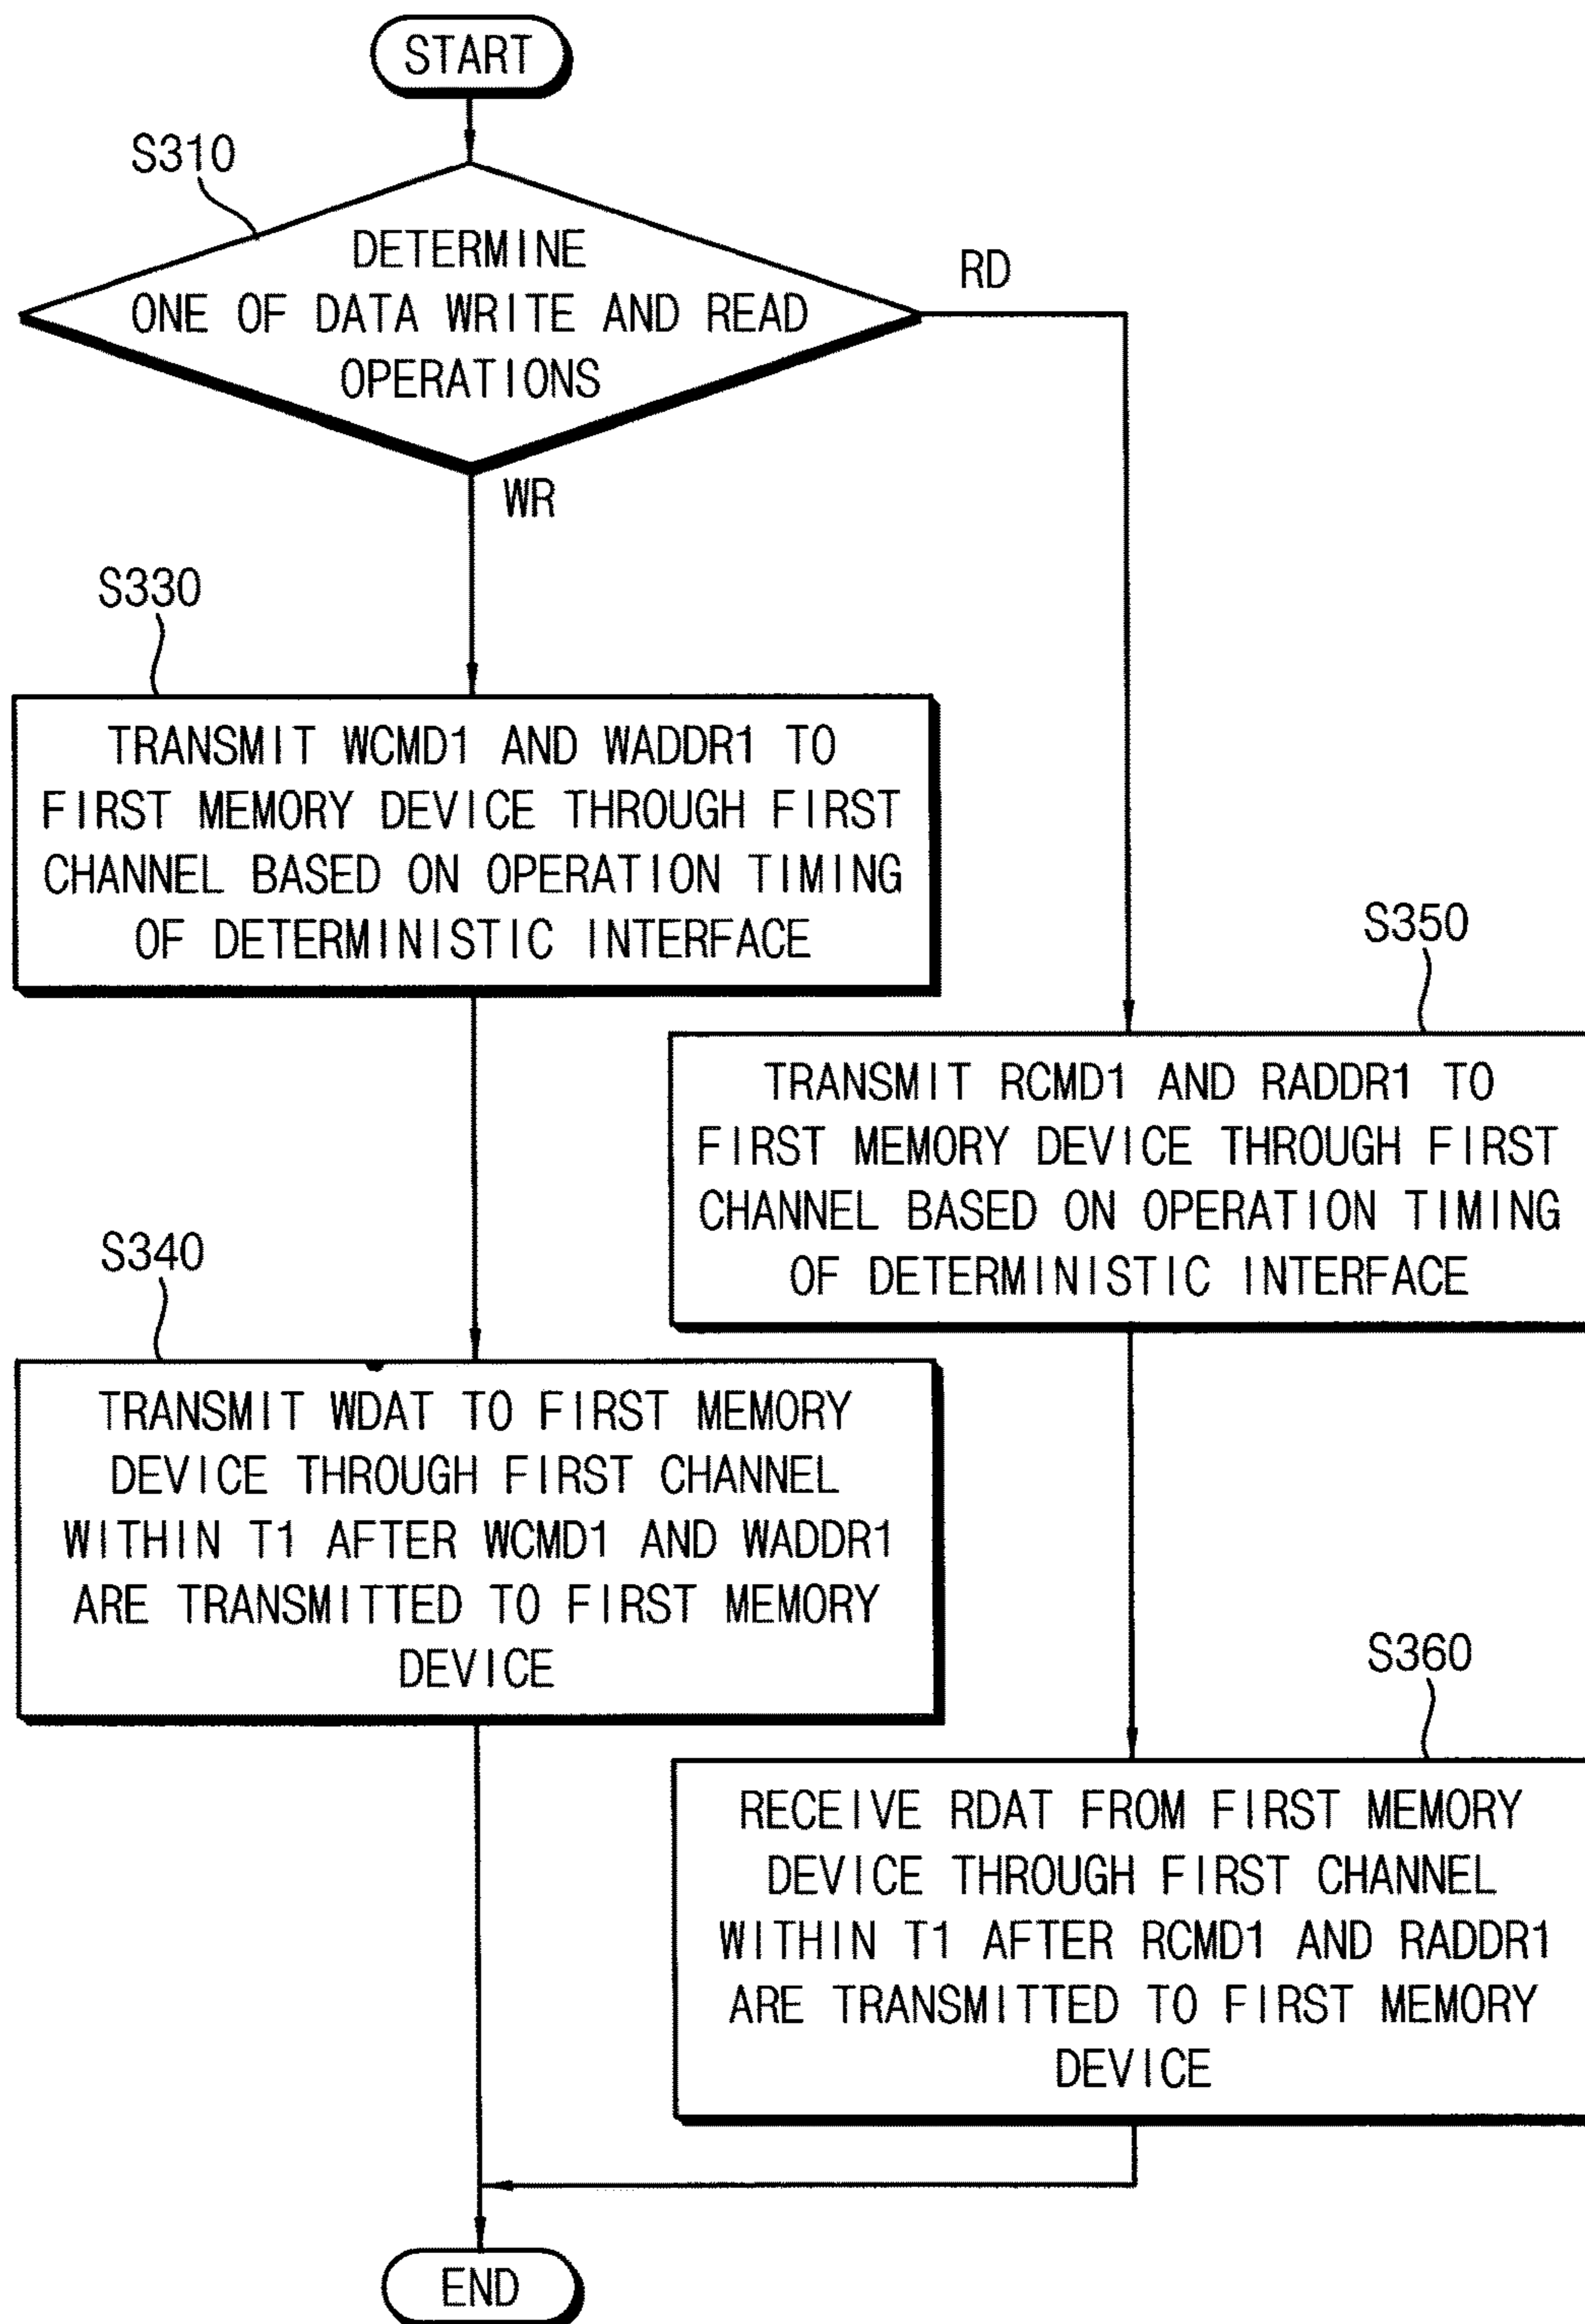 START
S310
DETERMINE
ONE OF DATA WRITE AND READ
OPERATIONS
RD
WR
S330
TRANSMIT WCMD1 AND WADDR1 TO
FIRST MEMORY DEVICE THROUGH FIRST
CHANNEL BASED ON OPERATION TIMING
OF DETERMINISTIC INTERFACE
S350
TRANSMIT RCMD1 AND RADDR1 TO
FIRST MEMORY DEVICE THROUGH FIRST
CHANNEL BASED ON OPERATION TIMING
OF DETERMINISTIC INTERFACE
S340
TRANSMIT WDAT TO FIRST MEMORY
DEVICE THROUGH FIRST CHANNEL
WITHIN T1 AFTER WCMD1 AND WADDR1
ARE TRANSMITTED TO FIRST MEMORY
DEVICE
S360
RECEIVE RDAT FROM FIRST MEMORY
DEVICE THROUGH FIRST CHANNEL
WITHIN T1 AFTER RCMD1 AND RADDR1
ARE TRANSMITTED TO FIRST MEMORY
DEVICE
END